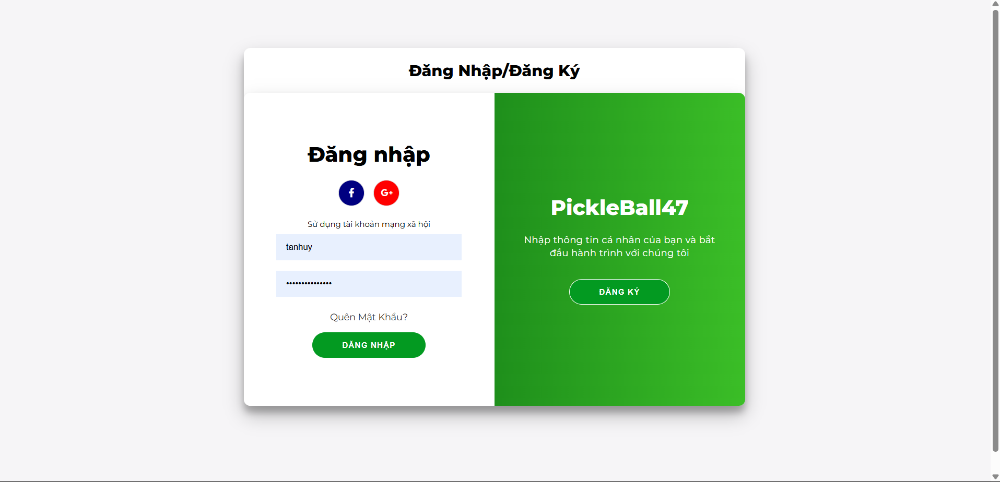 Đăng Nhập/Đăng Ký
Đăng nhập
Sử dụng tài khoản mạng xã hội
tanhuy
•••••••••••••••
Quên Mật Khẩu?
ĐĂNG NHẬP
PickleBall47
Nhập thông tin cá nhân của bạn và bắt
đầu hành trình với chúng tôi
ĐĂNG KÝ